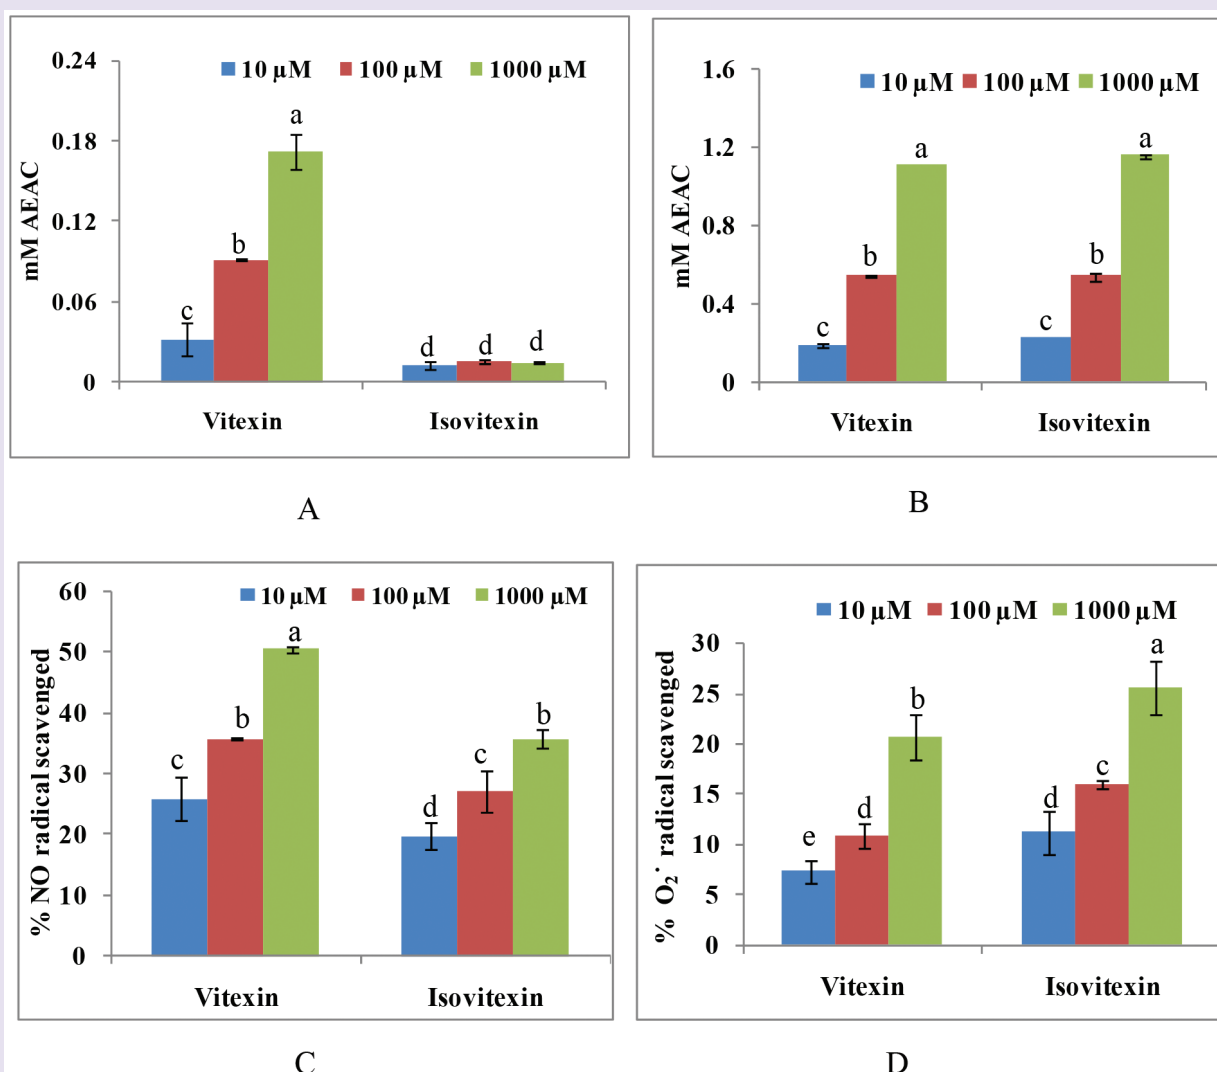 10 µM 100 µM 1000 µM
mM AEAC
0.24
0.18
0.12
0.06
0
c b a d d d
Vitexin Isovitexin
A
10 µM 100 µM 1000 µM
mM AEAC
1.6
1.2
0.8
0.4
0
c b a c b a
Vitexin Isovitexin
B
10 µM 100 µM 1000 µM
% NO radical scavenged
60
50
40
30
20
10
0
c b a d c b
Vitexin Isovitexin
C
10 µM 100 µM 1000 µM
% O₂˙ radical scavenged
30
25
20
15
10
5
0
e d b d c a
Vitexin Isovitexin
D